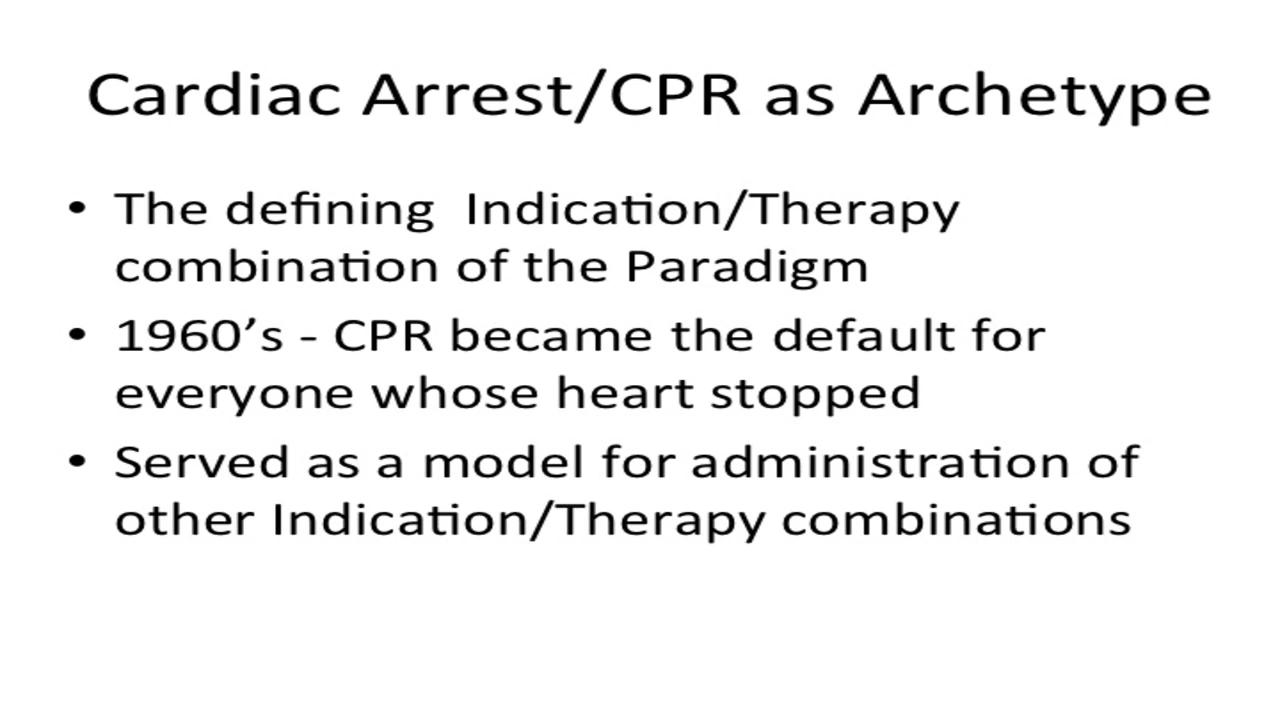 Cardiac Arrest/CPR as Archetype
• The defining  Indication/Therapy
combination of the Paradigm
• 1960’s - CPR became the default for
everyone whose heart stopped
• Served as a model for administration of
other Indication/Therapy combinations